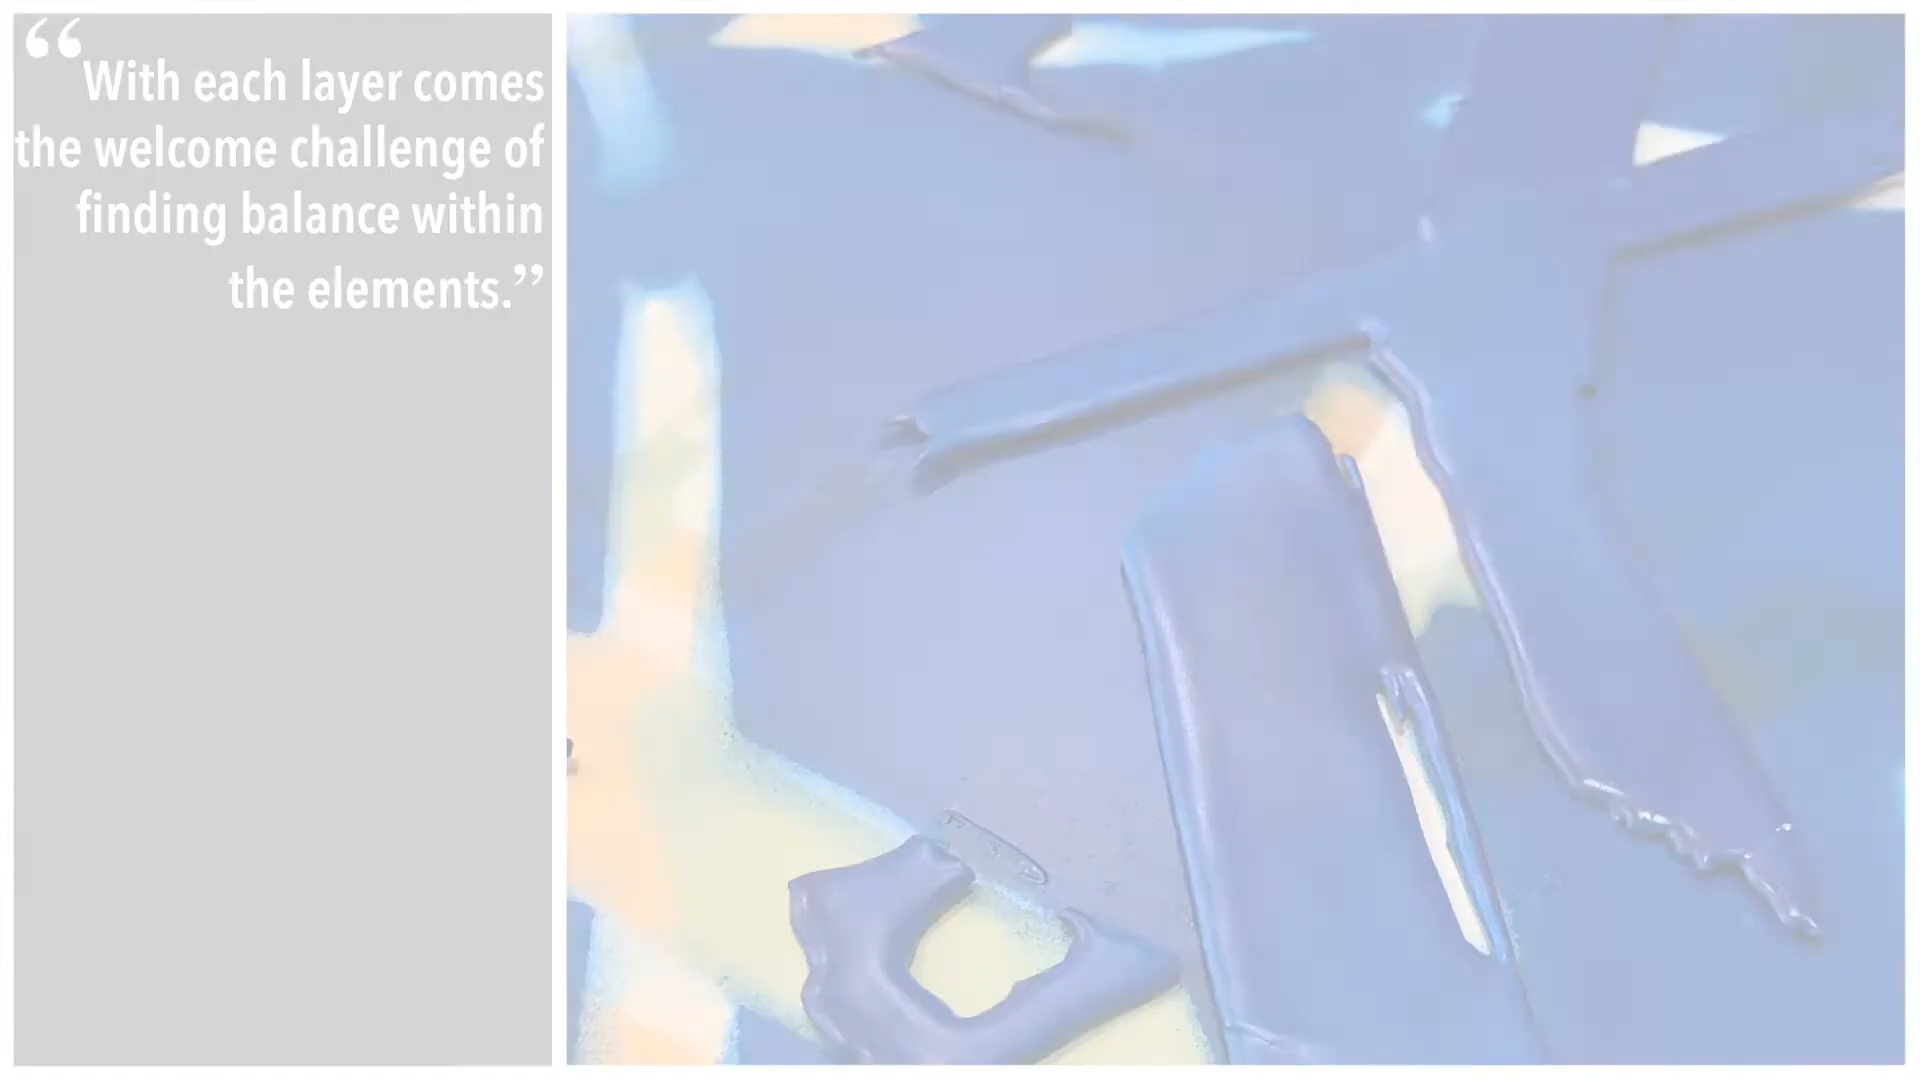 “With each layer comes
the welcome challenge of
finding balance within
the elements.”